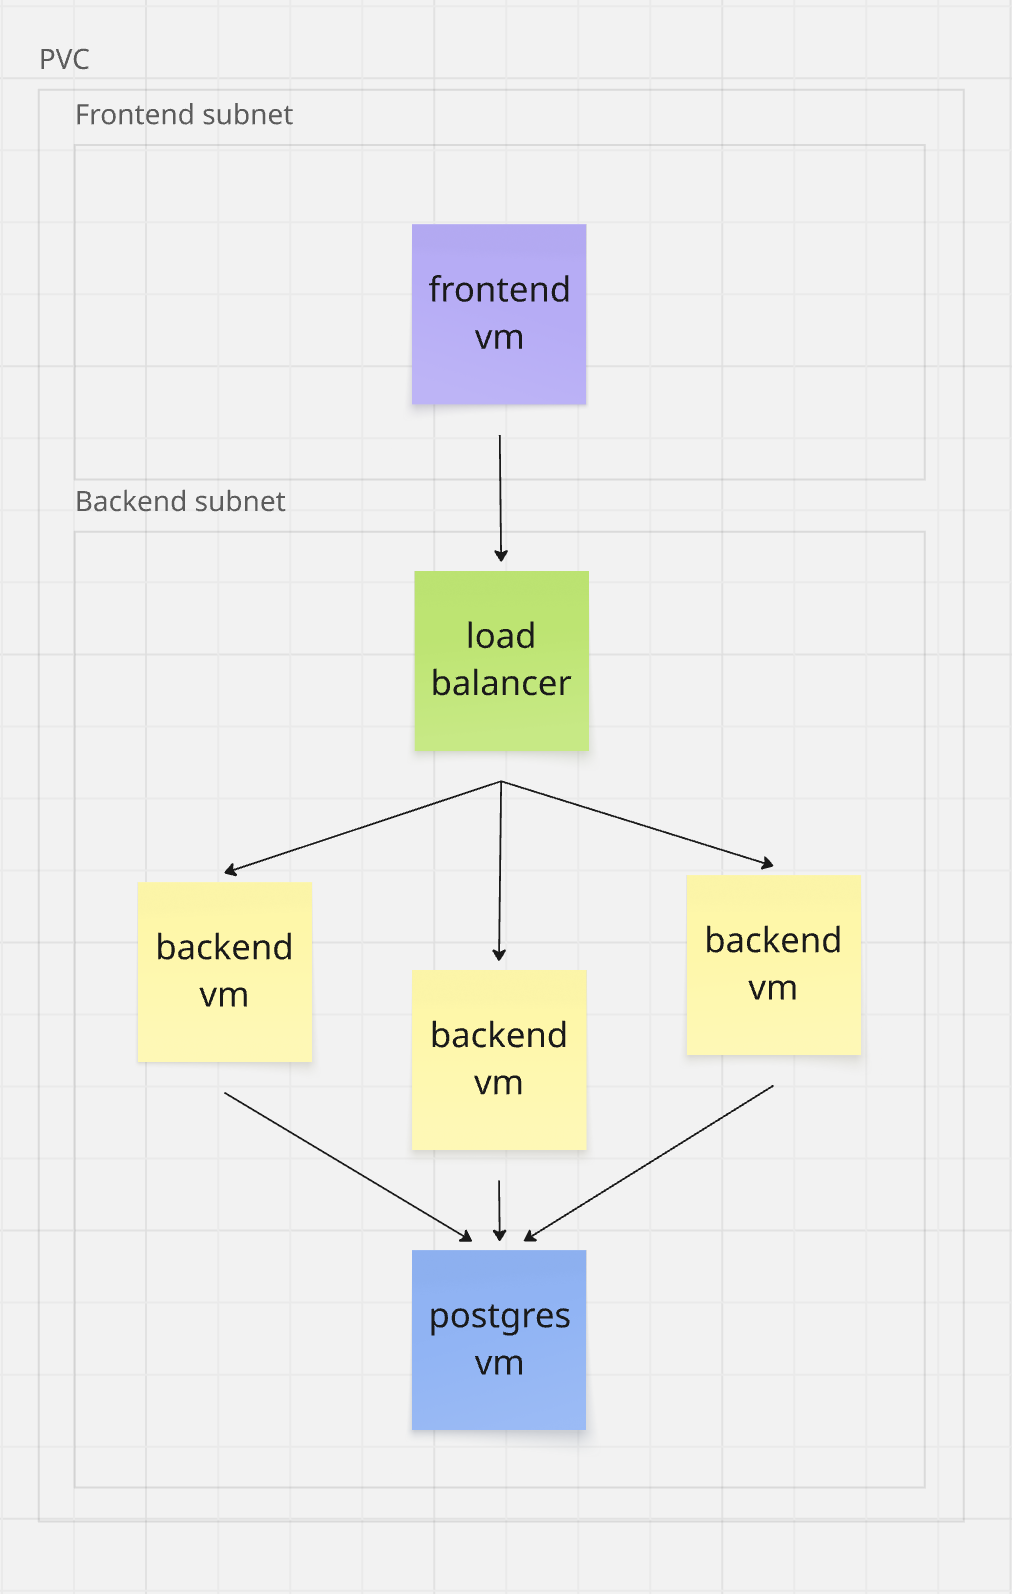 PVC
Frontend subnet
frontend
vm
Backend subnet
load
balancer
backend
vm
backend
vm
backend
vm
postgres
vm